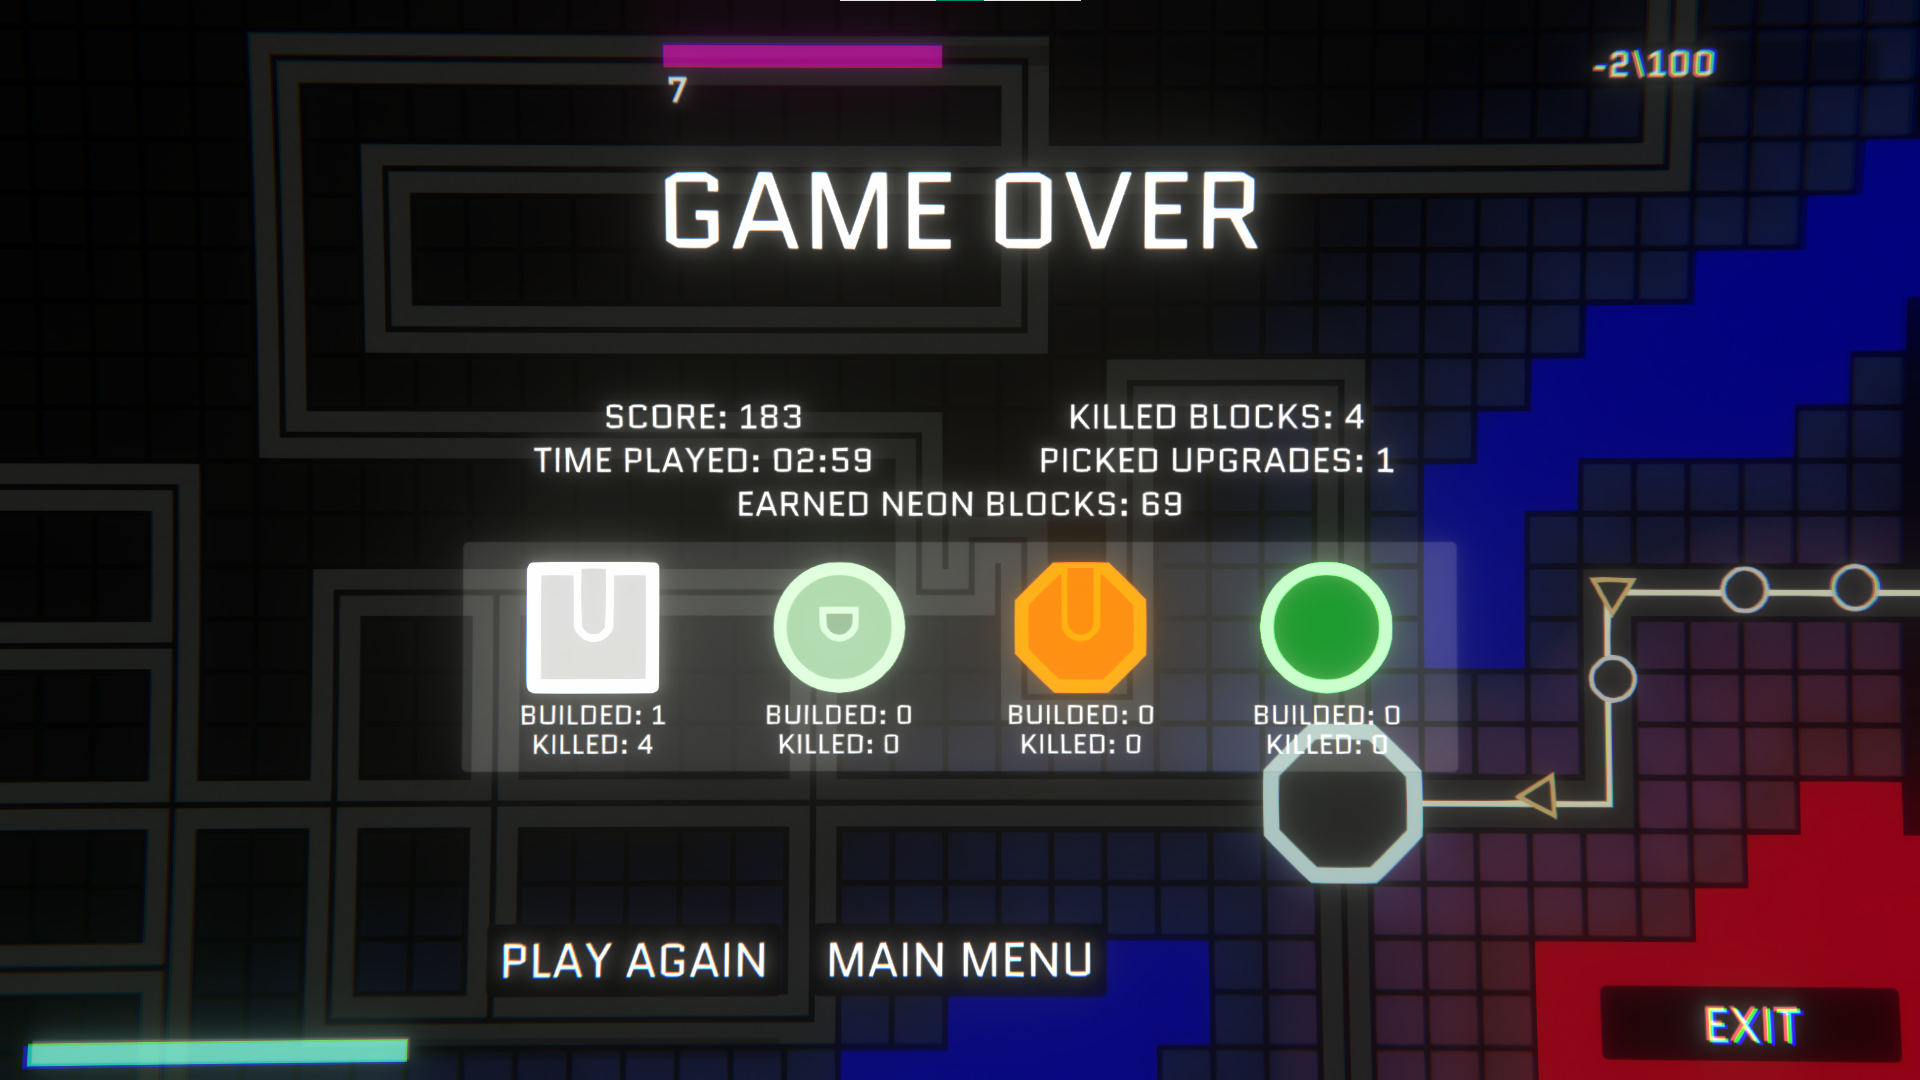 7
-2\100
GAME OVER
SCORE: 183
KILLED BLOCKS: 4
TIME PLAYED: 02:59
PICKED UPGRADES: 1
EARNED NEON BLOCKS: 69
BUILDED: 1
KILLED: 4
BUILDED: 0
KILLED: 0
BUILDED: 0
KILLED: 0
BUILDED: 0
KILLED: 0
PLAY AGAIN
MAIN MENU
EXIT